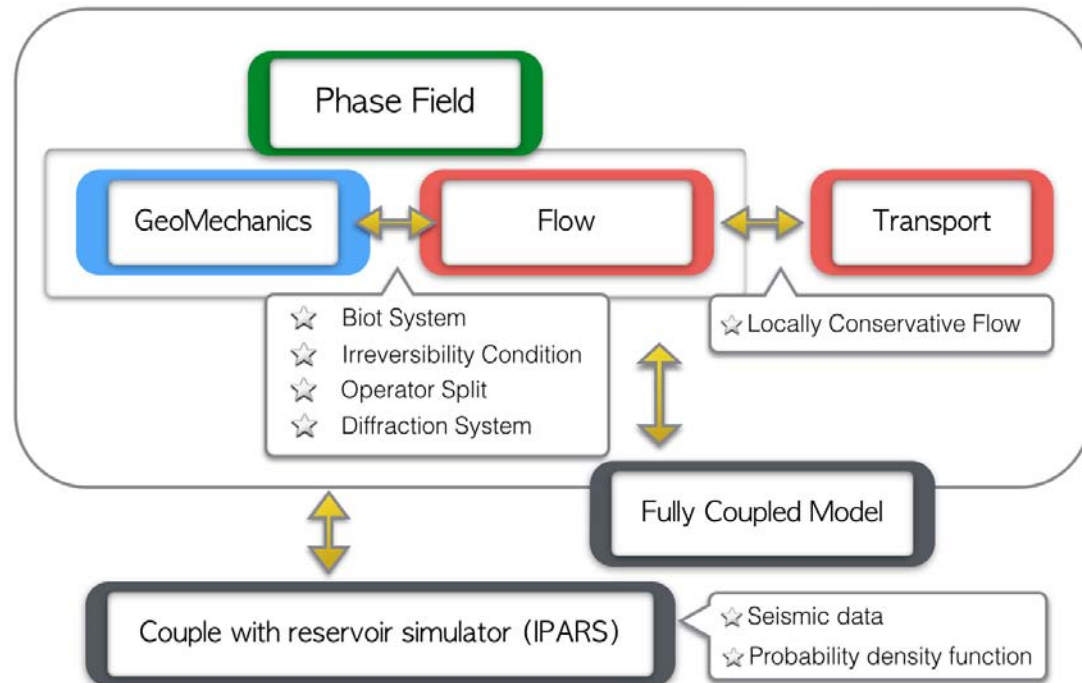 Phase Field
GeoMechanics
Flow
Transport
Biot System
Irreversibility Condition
Operator Split
Diffraction System
Locally Conservative Flow
Fully Coupled Model
Couple with reservoir simulator (IPARS)
Seismic data
Probability density function